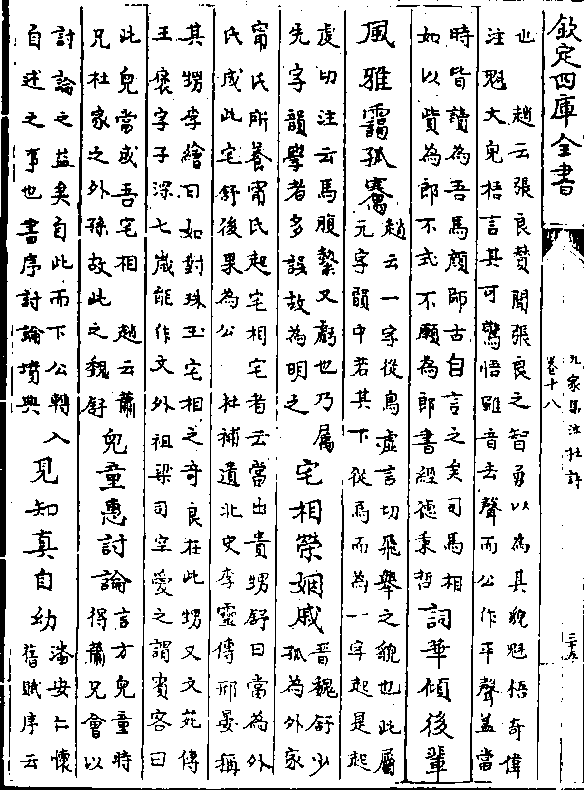 欽定四庫全書
九家集注杜詩
卷十八
也　趙云張良贊聞張良之智勇以為其貌魁梧奇偉
注魁大皃梧言其可驚悟雖音去聲而公作平聲盖當
時皆讀為吾馬顔師古自言之矣司馬相
如以貲為郎不式不願為郎書經德秉哲
詞華傾後輩
風雅靄孤騫
趙云一字從鳥虛言切飛舉之貌也此屬
元字韻中若其下從馬而為一字起是起
虔切注云馬腹縶又虧也乃屬
先字韻學者多誤故為明之
宅相榮姻戚
晉魏舒少
孤為外家
甯氏所養甯氏起宅相宅者云當出貴甥舒曰當為外
氏成此宅舒後果為公　杜補遺北史李靈傳邢晏稱
其甥李繪曰如對珠玉宅相之奇良在此甥又文苑傳
王褒字子深七歲能作文外祖梁司空愛之謂賓客曰
此兒當成吾宅相　趙云蕭
兄杜家之外孫故此之魏舒
兒童惠討論
言方兒童時
得蕭兄會以
討論之益矣自此而下公轉
自述之事也書序討論墳典
入見知真自幼
潘安仁懷
舊賦序云